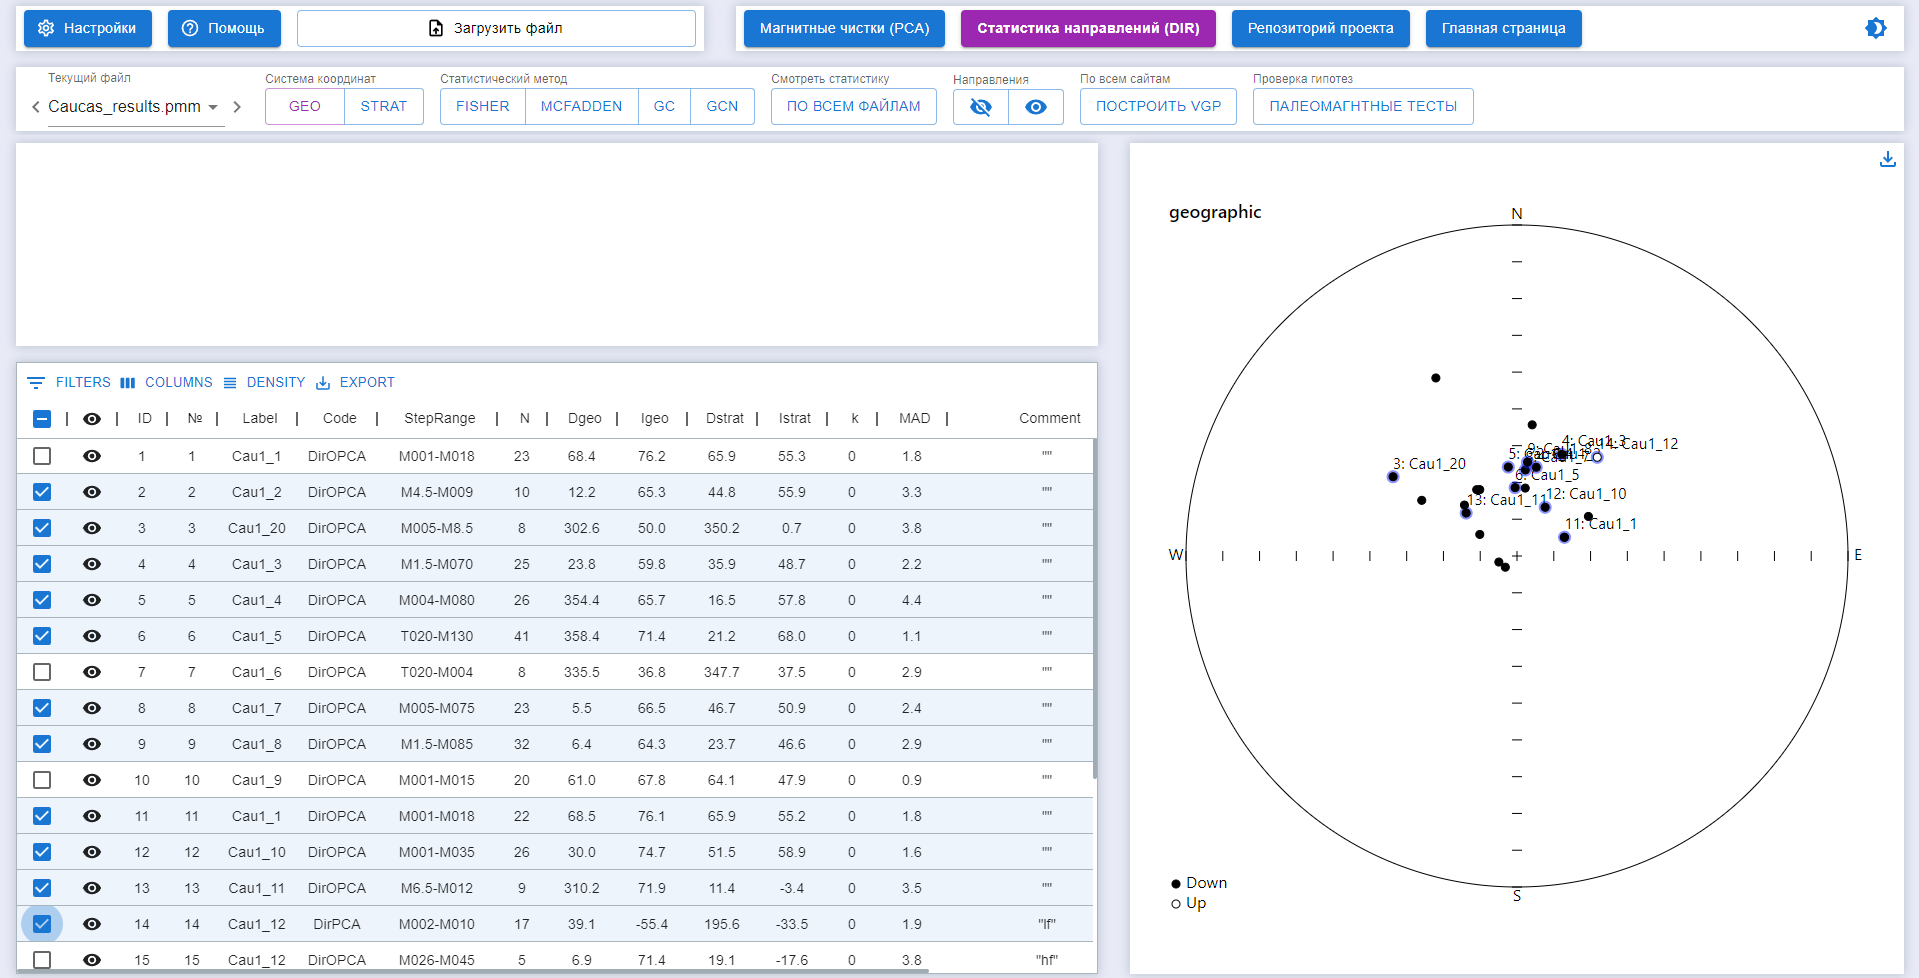 Настройки
Помощь
Загрузить файл
Магнитные чистки (PCA)
Статистика направлений (DIR)
Репозиторий проекта
Главная страница
Текущий файл
Система координат
Статистический метод
Смотреть статистику
Направления
По всем сайтам
Проверка гипотез
Caucas_results.pmm
GEO
STRAT
FISHER
MCFADDEN
GC
GCN
ПО ВСЕМ ФАЙЛАМ
ПОСТРОИТЬ VGP
ПАЛЕОМАГНТНЫЕ ТЕСТЫ
FILTERS
COLUMNS
DENSITY
EXPORT
ID № Label Code StepRange N Dgeo Igeo Dstrat Istrat k MAD Comment
1 1 Cau1_1 DirOPCA M001-M018 23 68.4 76.2 65.9 55.3 0 1.8 ""
2 2 Cau1_2 DirOPCA M4.5-M009 10 12.2 65.3 44.8 55.9 0 3.3 ""
3 3 Cau1_20 DirOPCA M005-M8.5 8 302.6 50.0 350.2 0.7 0 3.8 ""
4 4 Cau1_3 DirOPCA M1.5-M070 25 23.8 59.8 35.9 48.7 0 2.2 ""
5 5 Cau1_4 DirOPCA M004-M080 26 354.4 65.7 16.5 57.8 0 4.4 ""
6 6 Cau1_5 DirOPCA T020-M130 41 358.4 71.4 21.2 68.0 0 1.1 ""
7 7 Cau1_6 DirOPCA T020-M004 8 335.5 36.8 347.7 37.5 0 2.9 ""
8 8 Cau1_7 DirOPCA M005-M075 23 5.5 66.5 46.7 50.9 0 2.4 ""
9 9 Cau1_8 DirOPCA M1.5-M085 32 6.4 64.3 23.7 46.6 0 2.9 ""
10 10 Cau1_9 DirOPCA M001-M015 20 61.0 67.8 64.1 47.9 0 0.9 ""
11 11 Cau1_1 DirOPCA M001-M018 22 68.5 76.1 65.9 55.2 0 1.8 ""
12 12 Cau1_10 DirOPCA M001-M035 26 30.0 74.7 51.5 58.9 0 1.6 ""
13 13 Cau1_11 DirOPCA M6.5-M012 9 310.2 71.9 11.4 -3.4 0 3.5 ""
14 14 Cau1_12 DirPCA M002-M010 17 39.1 -55.4 195.6 -33.5 0 1.9 "lf"
15 15 Cau1_12 DirOPCA M026-M045 5 6.9 71.4 19.1 -17.6 0 3.8 "hf"
geographic
N
4: Cau1_3
14: Cau1_12
3: Cau1_20
6: Cau1_5
12: Cau1_10
13: Cau1_11
11: Cau1_1
W
E
S
Down
Up